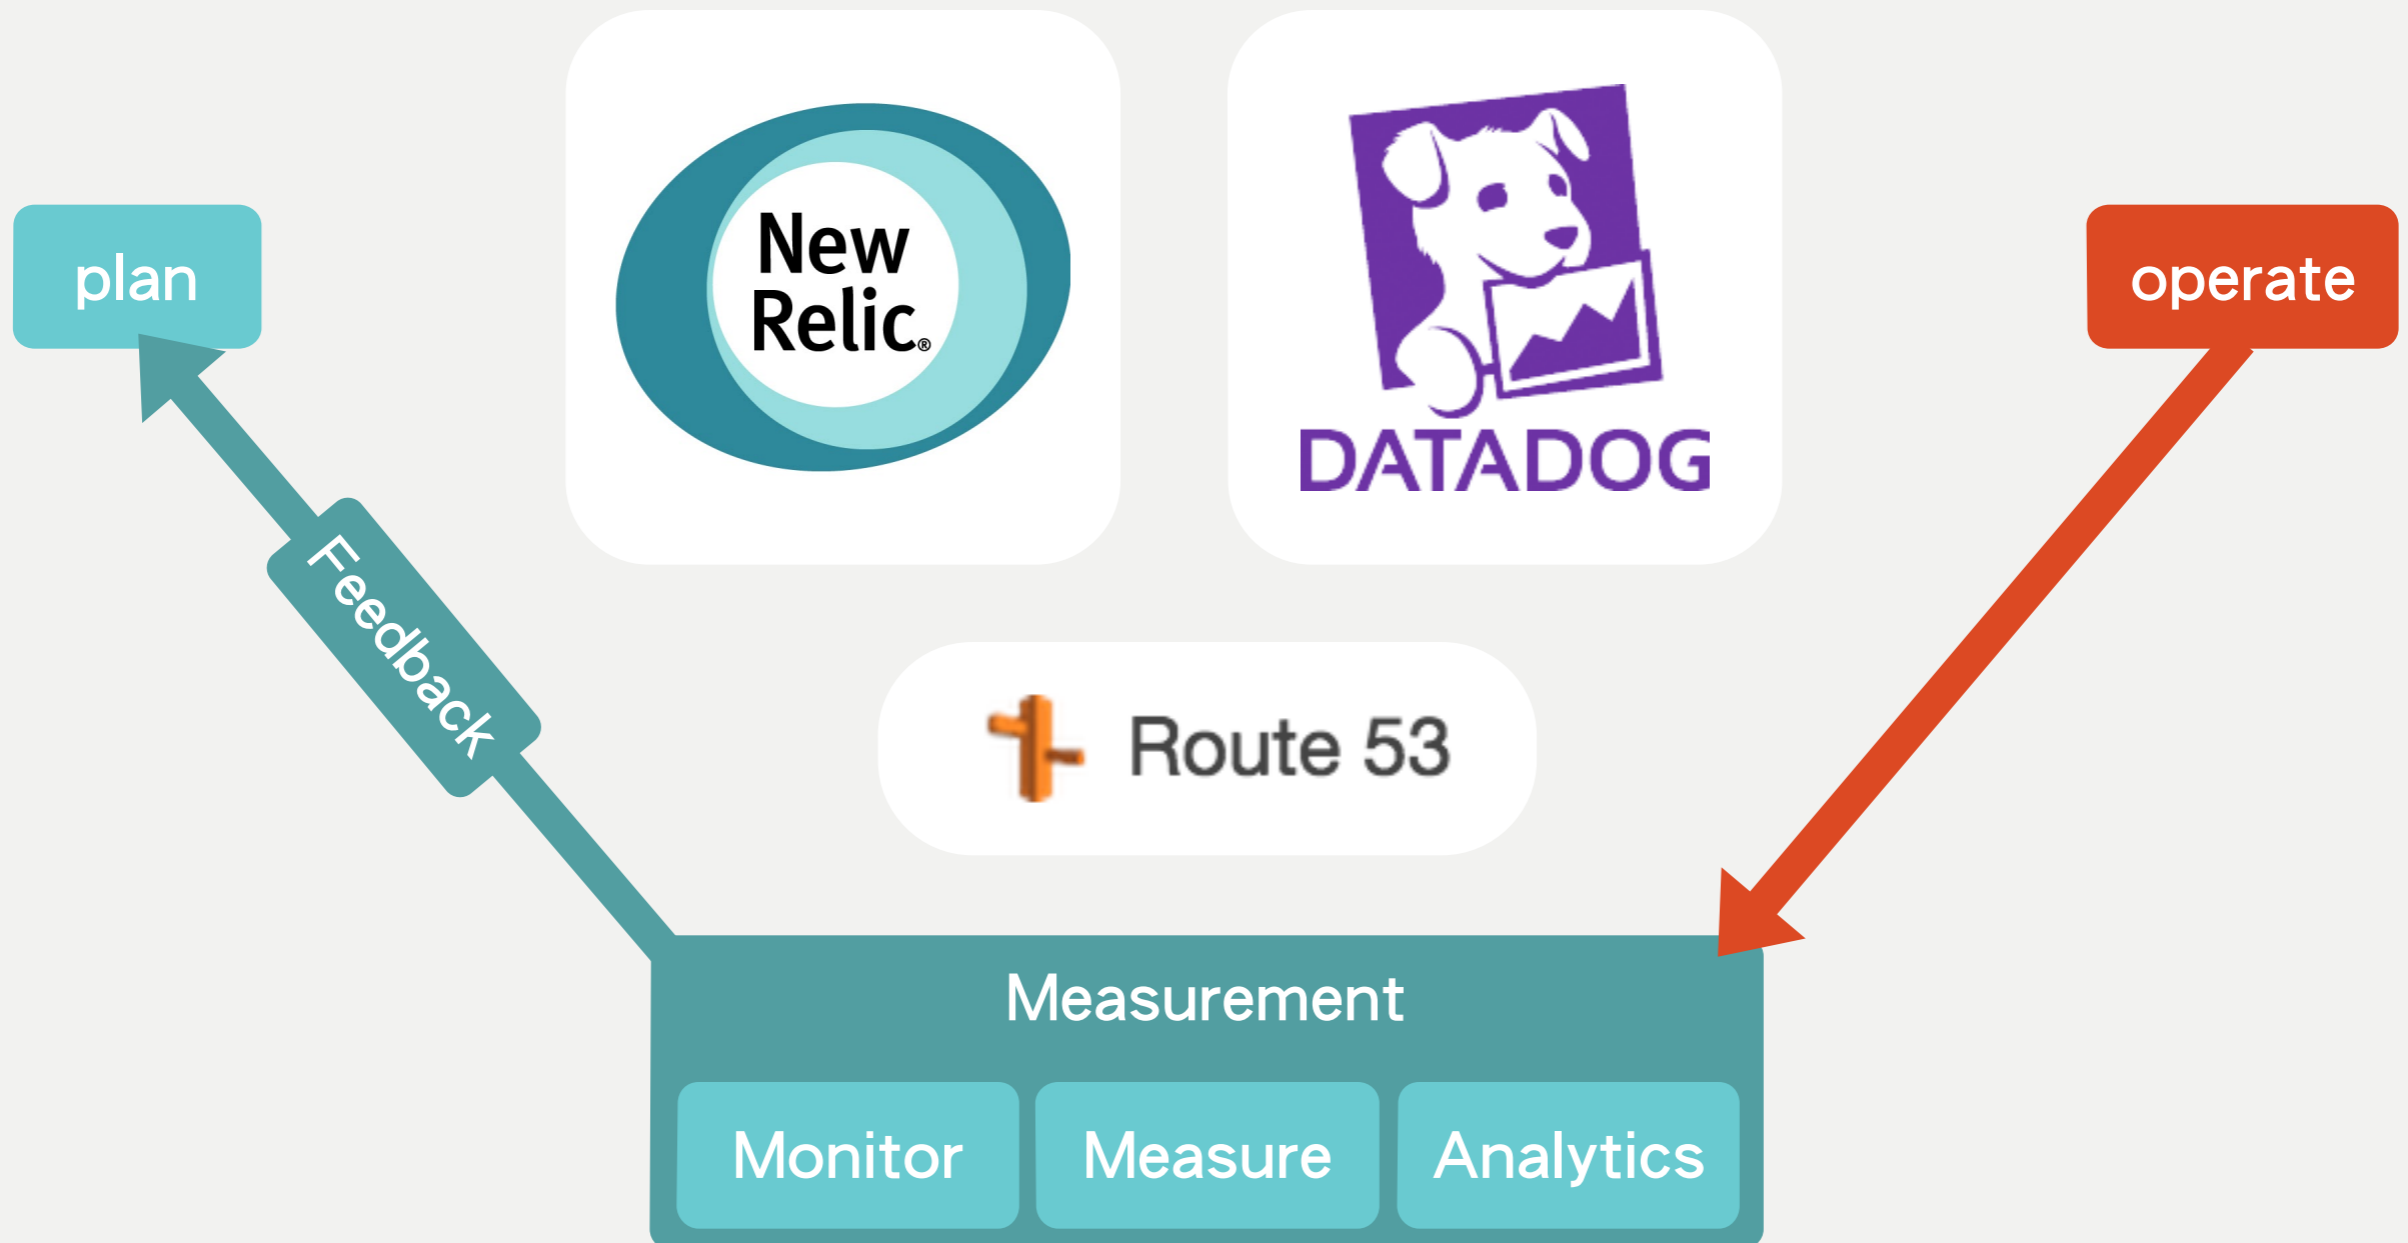 New
Relic®
DATADOG
plan
operate
Feedback
Route 53
Measurement
Monitor
Measure
Analytics